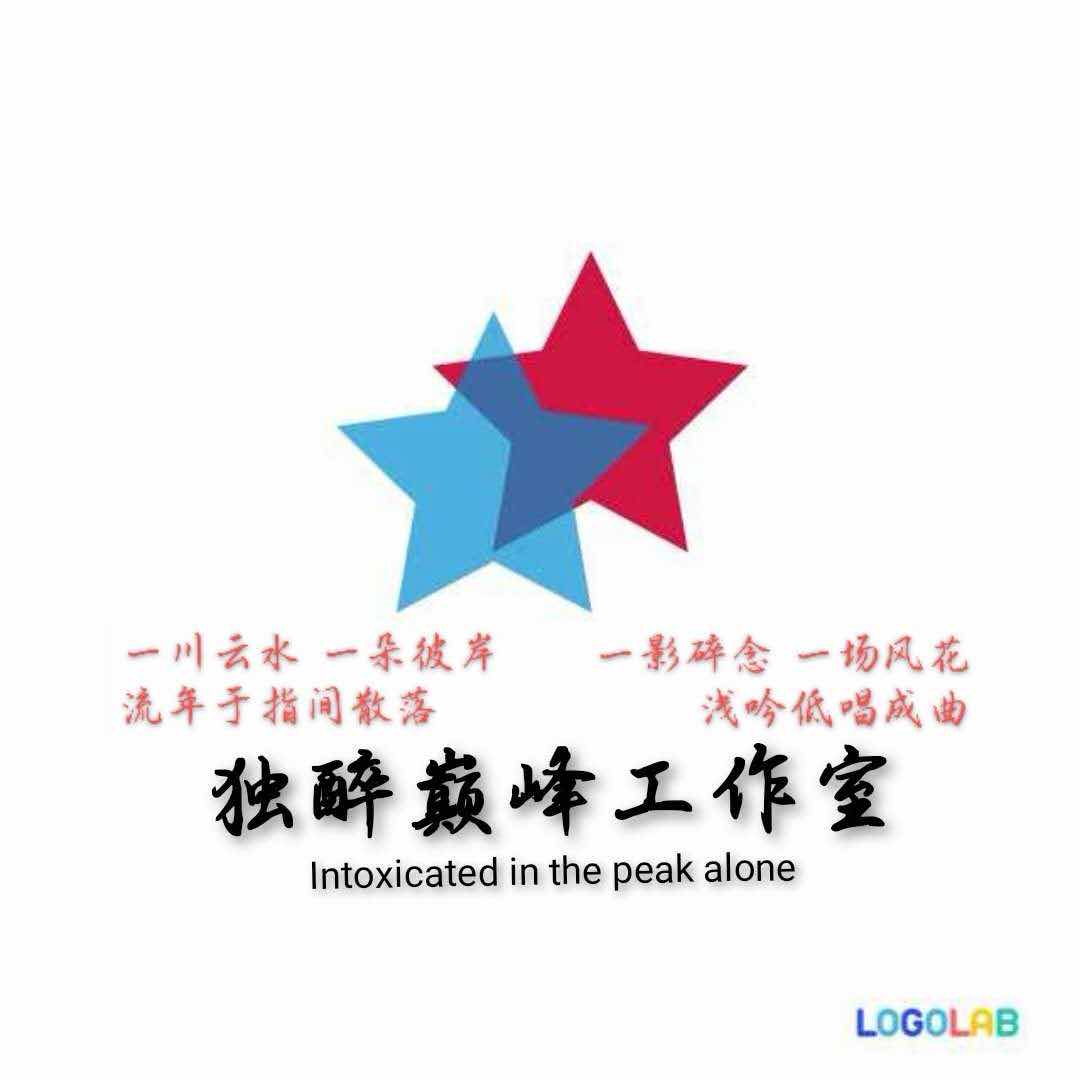 一川云水 一朵彼岸
流年于指间散落
一影碎念 一场风花
浅吟低唱成曲
独醉巅峰工作室
Intoxicated in the peak alone
LOGOLAB